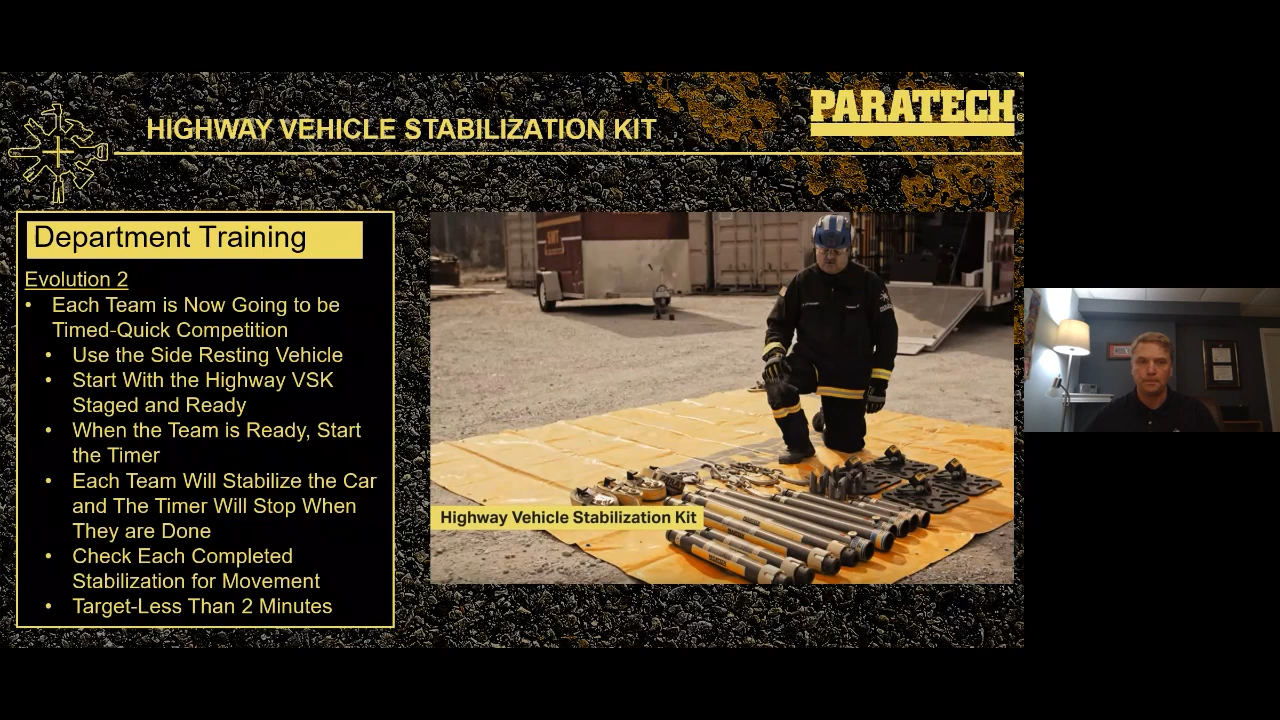 HIGHWAY VEHICLE STABILIZATION KIT
PARATECH®
Department Training
Evolution 2
• Each Team is Now Going to be
Timed-Quick Competition
• Use the Side Resting Vehicle
• Start With the Highway VSK
Staged and Ready
• When the Team is Ready, Start
the Timer
• Each Team Will Stabilize the Car
and The Timer Will Stop When
They are Done
• Check Each Completed
Stabilization for Movement
• Target-Less Than 2 Minutes
Highway Vehicle Stabilization Kit